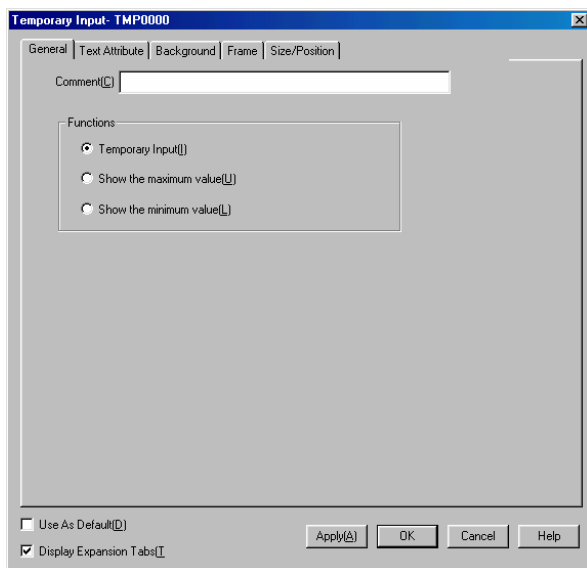 Temporary Input- TMP0000
General Text Attribute Background Frame Size/Position
Comment(C)
Functions
Temporary Input(I)
Show the maximum value(U)
Show the minimum value(L)
Use As Default(D)
Display Expansion Tabs(T
Apply(A) OK Cancel Help